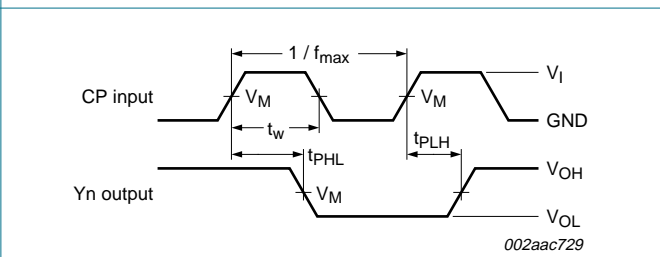 1 / fmax
VI
CP input
VM
VM
GND
tw
tPLH
tPHL
VOH
Yn output
VM
VOL
002aac729